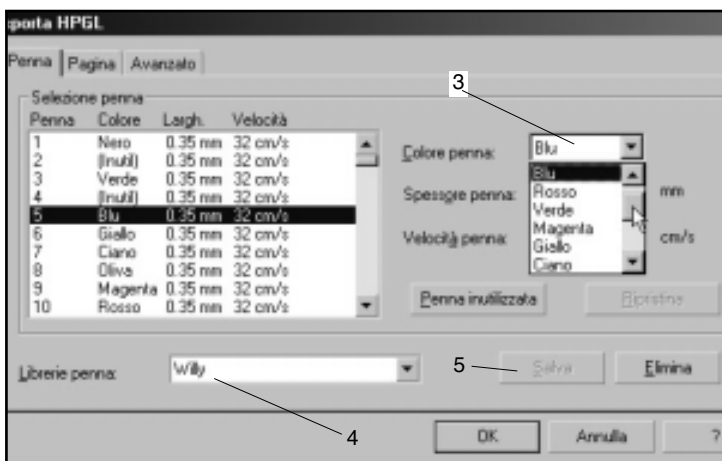 sporta HPGL
Penna Pagina Avanzato
Selezione penna
Penna Colore Largh. Velocità
1 Nero 0.35 mm 32 cm/s
2 (Inutil) 0.35 mm 32 cm/s
3 Verde 0.35 mm 32 cm/s
4 (Inutil) 0.35 mm 32 cm/s
5 Blu 0.35 mm 32 cm/s
6 Giallo 0.35 mm 32 cm/s
7 Ciano 0.35 mm 32 cm/s
8 Oliva 0.35 mm 32 cm/s
9 Magenta 0.35 mm 32 cm/s
10 Rosso 0.35 mm 32 cm/s
3
Colore penna: Blu
Blu
Rosso
Verde
Magenta
Giallo
Ciano
Spessore penna: mm
Velocità penna: cm/s
Penna inutilizzata Ripristina
Librerie penna: Willy
4
5
Salva Elimina
OK Annulla ?